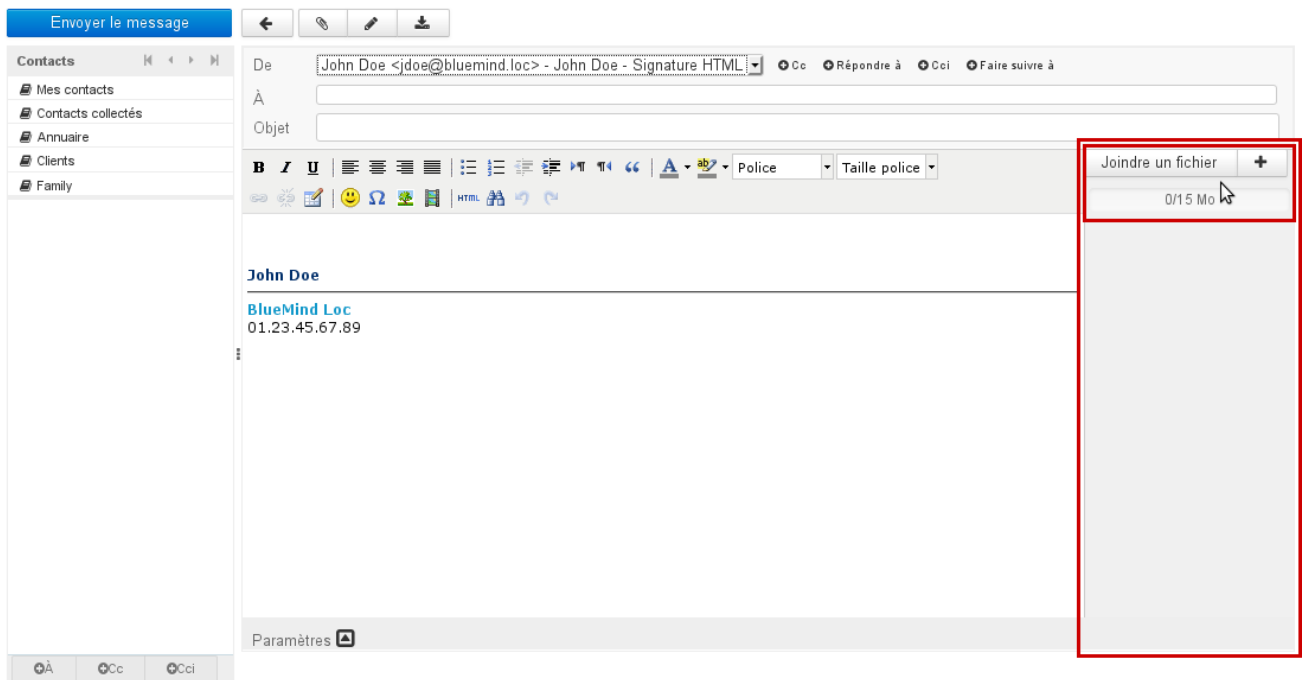 Envoyer le message
Contacts
Mes contacts
Contacts collectés
Annuaire
Clients
Family
De John Doe <jdoe@bluemind.loc> - John Doe - Signature HTML Cc Répondre à Cci Faire suivre à
À
Objet
B I U A ab Police Taille police
Ω HTML
Joindre un fichier +
0/15 Mo
John Doe
BlueMind Loc
01.23.45.67.89
Paramètres
À Cc Cci